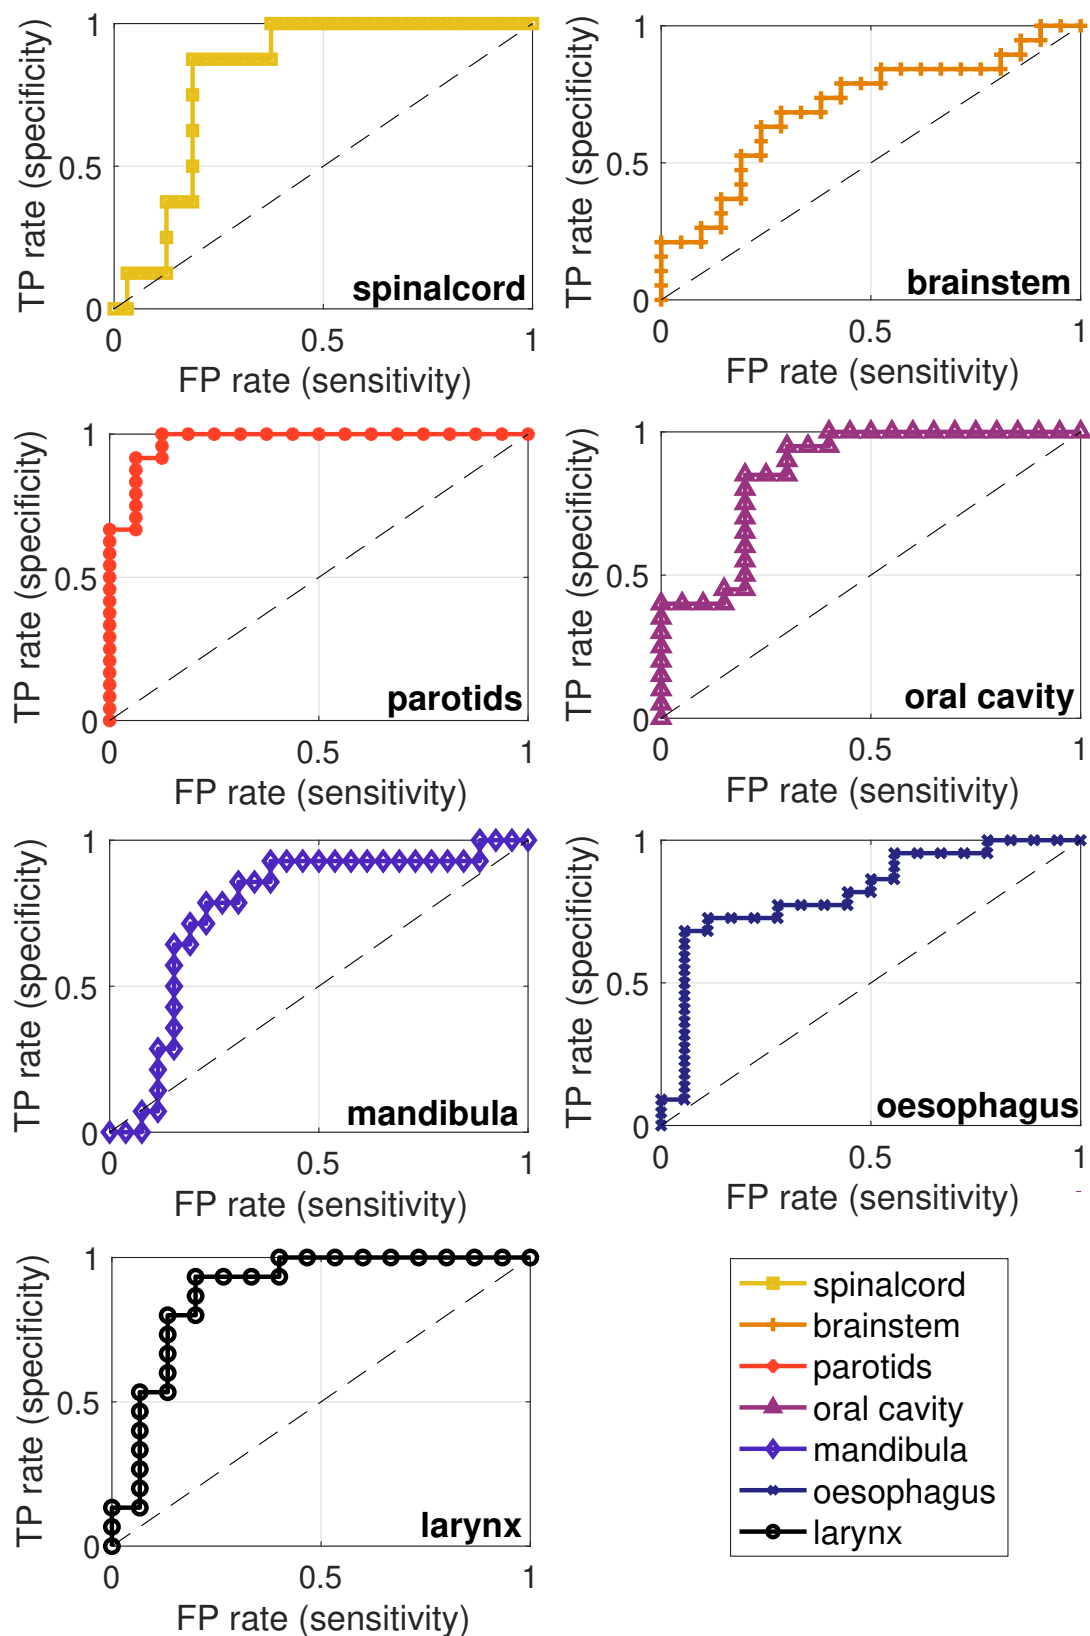 1
0.5
0
TP rate (specificity)
spinalcord
0
0.5
1
FP rate (sensitivity)
1
0.5
0
TP rate (specificity)
brainstem
0
0.5
1
FP rate (sensitivity)
1
0.5
0
TP rate (specificity)
parotids
0
0.5
1
FP rate (sensitivity)
1
0.5
0
TP rate (specificity)
oral cavity
0
0.5
1
FP rate (sensitivity)
1
0.5
0
TP rate (specificity)
mandibula
0
0.5
1
FP rate (sensitivity)
1
0.5
0
TP rate (specificity)
oesophagus
0
0.5
1
FP rate (sensitivity)
1
0.5
0
TP rate (specificity)
larynx
0
0.5
1
FP rate (sensitivity)
spinalcord
brainstem
parotids
oral cavity
mandibula
oesophagus
larynx